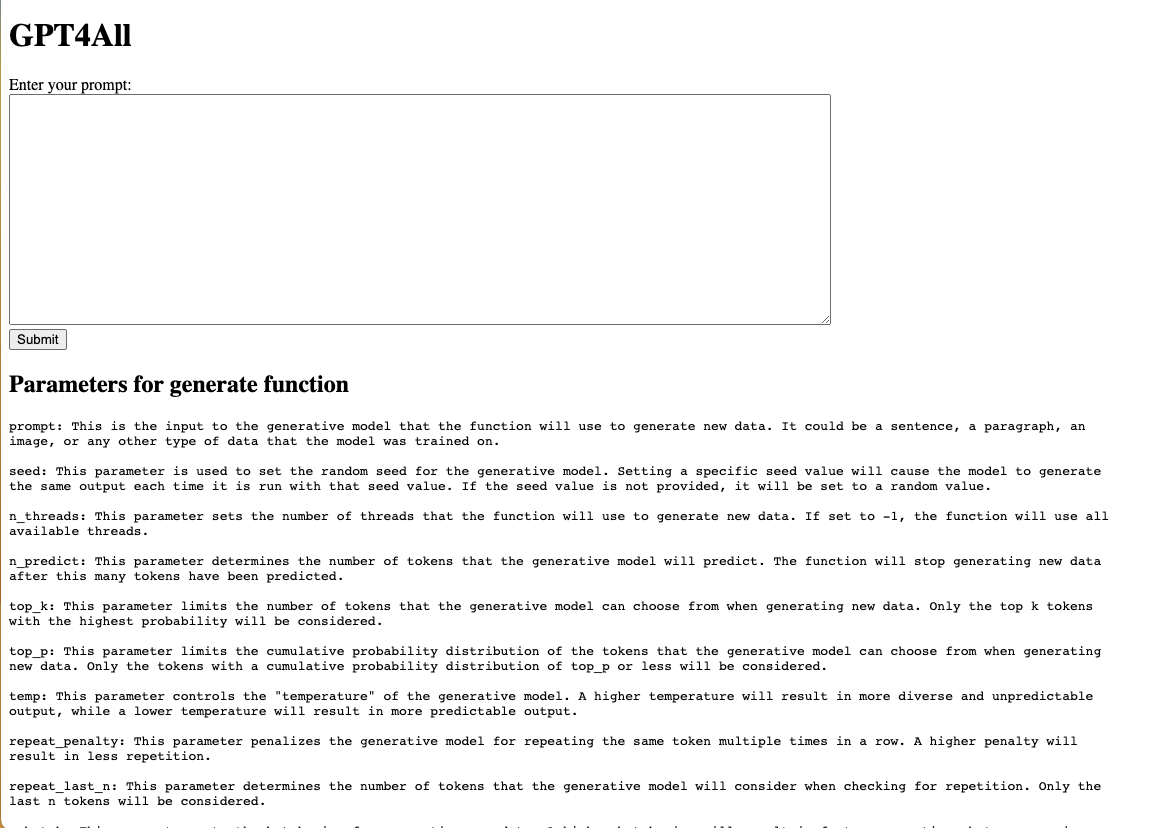 GPT4All
Enter your prompt:
Submit
Parameters for generate function
prompt: This is the input to the generative model that the function will use to generate new data. It could be a sentence, a paragraph, an
image, or any other type of data that the model was trained on.
seed: This parameter is used to set the random seed for the generative model. Setting a specific seed value will cause the model to generate
the same output each time it is run with that seed value. If the seed value is not provided, it will be set to a random value.
n_threads: This parameter sets the number of threads that the function will use to generate new data. If set to -1, the function will use all
available threads.
n_predict: This parameter determines the number of tokens that the generative model will predict. The function will stop generating new data
after this many tokens have been predicted.
top_k: This parameter limits the number of tokens that the generative model can choose from when generating new data. Only the top k tokens
with the highest probability will be considered.
top_p: This parameter limits the cumulative probability distribution of the tokens that the generative model can choose from when generating
new data. Only the tokens with a cumulative probability distribution of top_p or less will be considered.
temp: This parameter controls the "temperature" of the generative model. A higher temperature will result in more diverse and unpredictable
output, while a lower temperature will result in more predictable output.
repeat_penalty: This parameter penalizes the generative model for repeating the same token multiple times in a row. A higher penalty will
result in less repetition.
repeat_last_n: This parameter determines the number of tokens that the generative model will consider when checking for repetition. Only the
last n tokens will be considered.